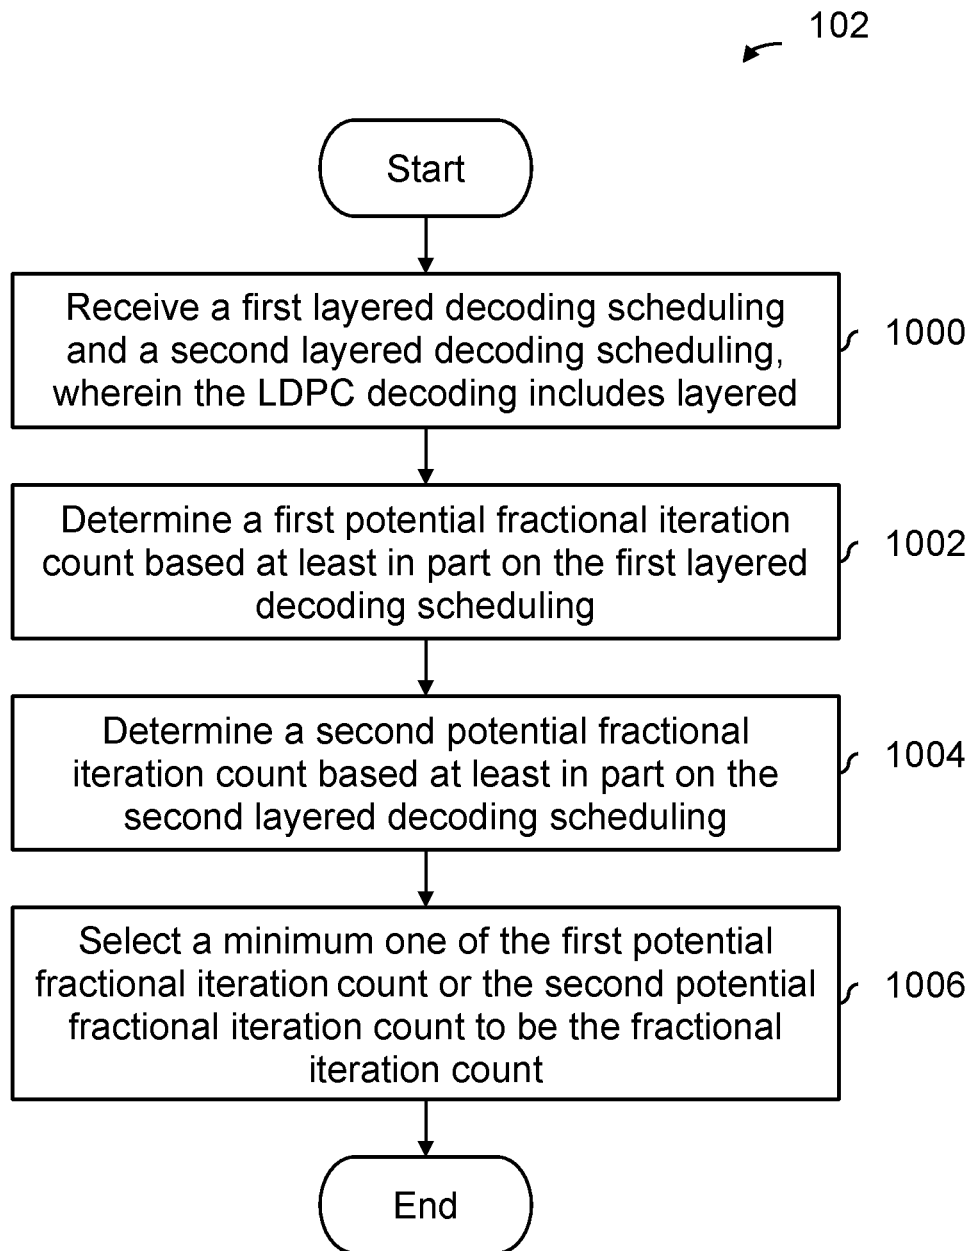 102
Start
Receive a first layered decoding scheduling
and a second layered decoding scheduling,
wherein the LDPC decoding includes layered
1000
Determine a first potential fractional iteration
count based at least in part on the first layered
decoding scheduling
1002
Determine a second potential fractional
iteration count based at least in part on the
second layered decoding scheduling
1004
Select a minimum one of the first potential
fractional iteration count or the second potential
fractional iteration count to be the fractional
iteration count
1006
End